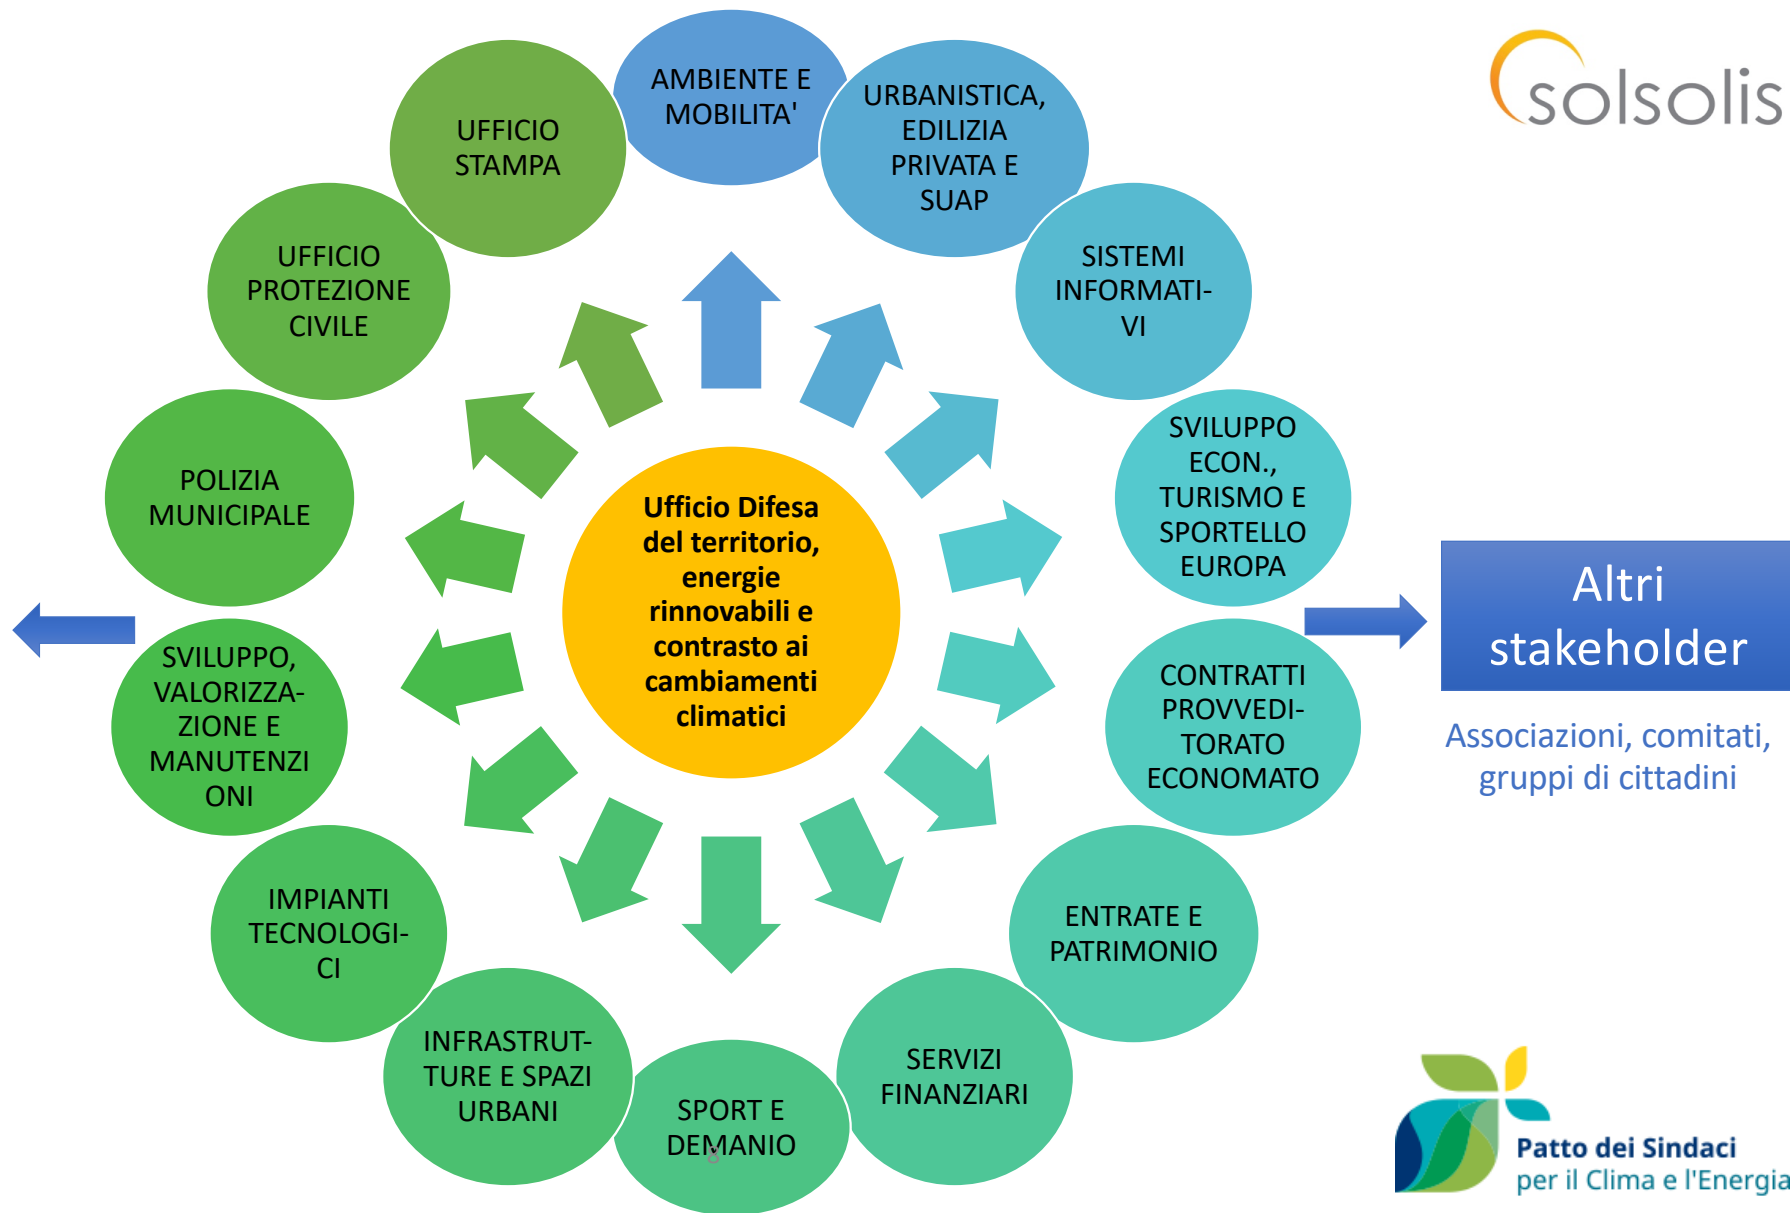 solsolis
AMBIENTE E
MOBILITA'
URBANISTICA,
EDILIZIA
PRIVATA E
SUAP
SISTEMI
INFORMATI-
VI
SVILUPPO
ECON.,
TURISMO E
SPORTELLO
EUROPA
CONTRATTI
PROVVEDI-
TORATO
ECONOMATO
ENTRATE E
PATRIMONIO
SERVIZI
FINANZIARI
SPORT E
DEMANIO
8
INFRASTRUT-
TURE E SPAZI
URBANI
IMPIANTI
TECNOLOGI-
CI
SVILUPPO,
VALORIZZA-
ZIONE E
MANUTENZI
ONI
POLIZIA
MUNICIPALE
UFFICIO
PROTEZIONE
CIVILE
UFFICIO
STAMPA
Ufficio Difesa
del territorio,
energie
rinnovabili e
contrasto ai
cambiamenti
climatici
Altri
stakeholder
Associazioni, comitati,
gruppi di cittadini
Patto dei Sindaci
per il Clima e l'Energia